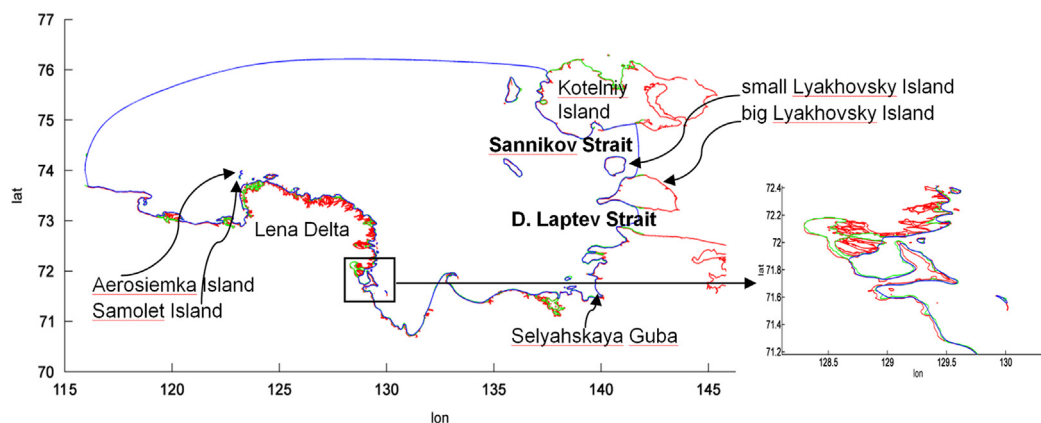 77
76
75
74
73
72
71
70
lat
115
120
125
130
135
140
145
lon
Kotelniy
Island
small Lyakhovsky Island
big Lyakhovsky Island
Sannikov Strait
D. Laptev Strait
Lena Delta
Aerosiemka Island
Samolet Island
Selyahskaya Guba
72.4
72.2
72
71.8
71.6
71.4
71.2
lat
128.5
129
129.5
130
lon